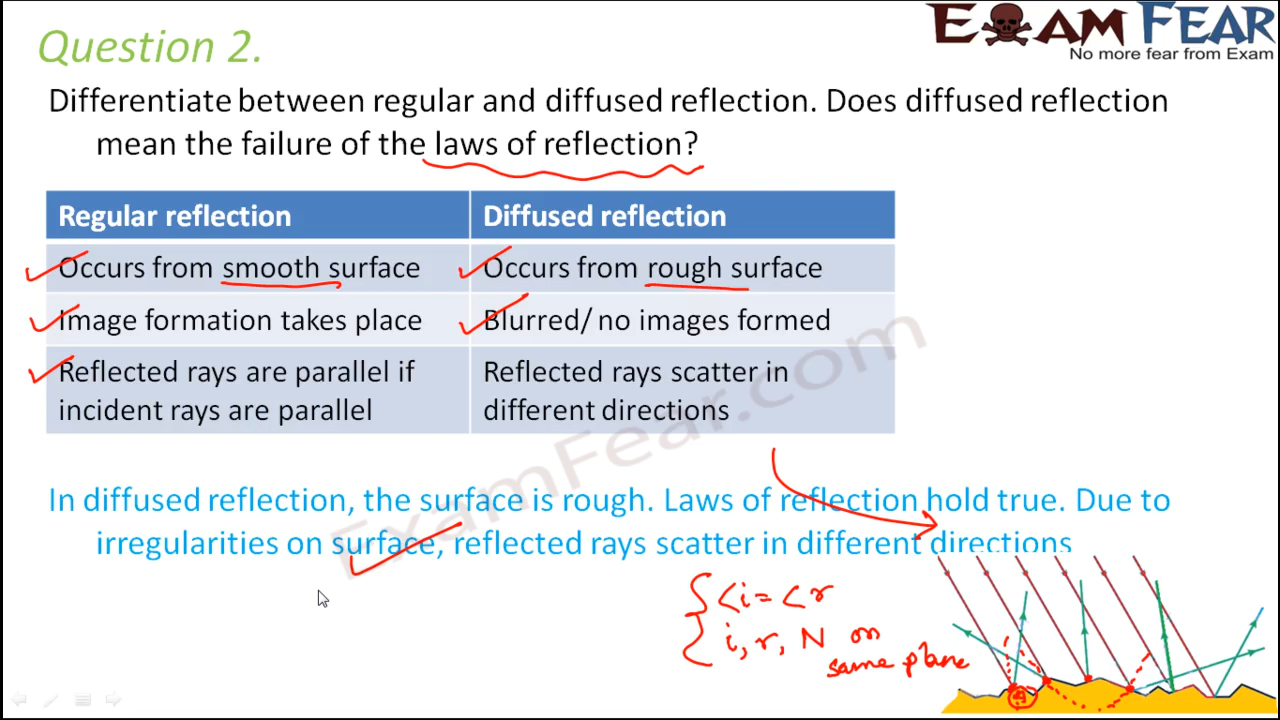 EXAM FEAR
No more fear from Exam
Question 2.
Differentiate between regular and diffused reflection. Does diffused reflection
mean the failure of the laws of reflection?
Regular reflection
Diffused reflection
Occurs from smooth surface
Occurs from rough surface
Image formation takes place
Blurred/ no images formed
Reflected rays are parallel if
incident rays are parallel
Reflected rays scatter in
different directions
ExamFear.com
In diffused reflection, the surface is rough. Laws of reflection hold true. Due to
irregularities on surface, reflected rays scatter in different directions
<i = <r
i, r, N on
same plane